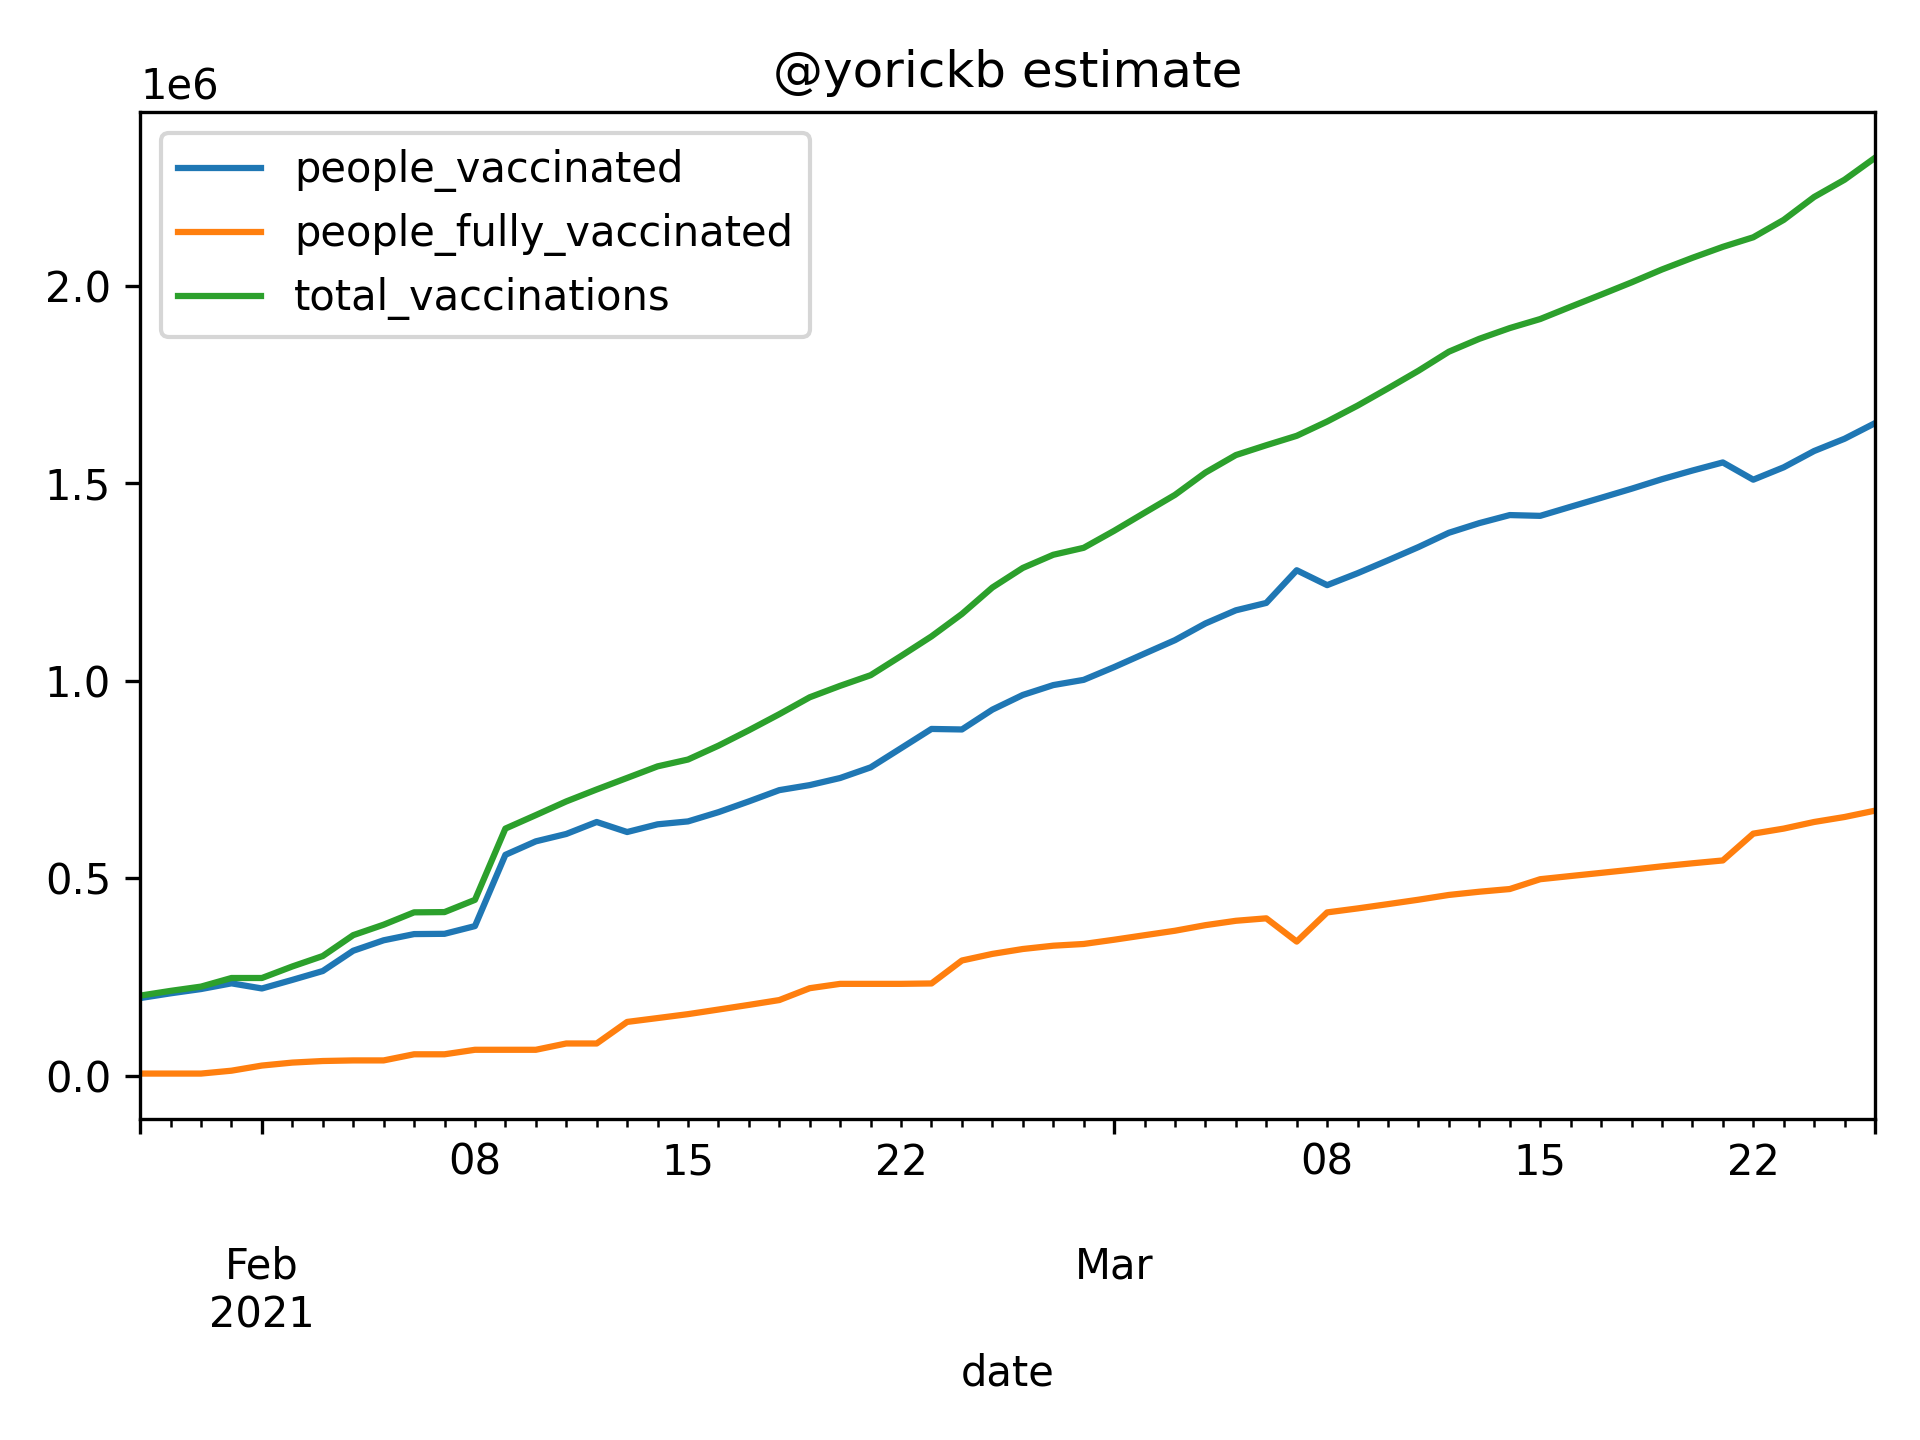 @yorickb estimate
1e6
people_vaccinated
people_fully_vaccinated
total_vaccinations
2.0
1.5
1.0
0.5
0.0
08 15 22 08 15 22
Feb Mar
2021
date